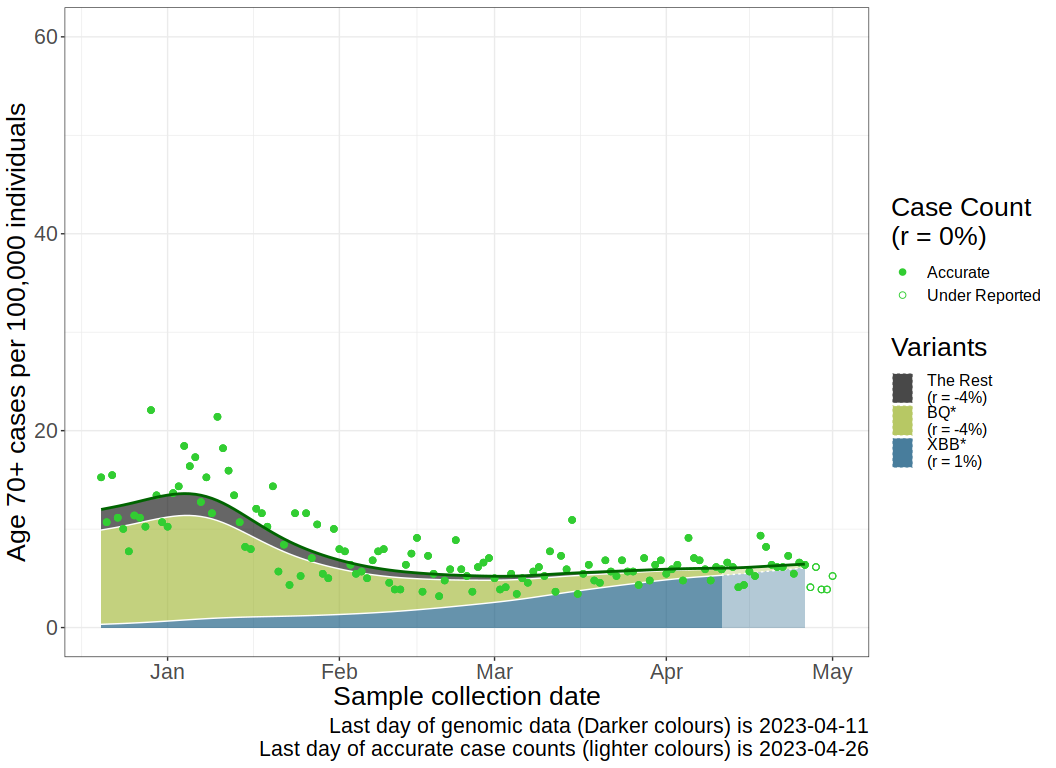 60
40
20
0
Age 70+ cases per 100,000 individuals
Jan Feb Mar Apr May
Sample collection date
Last day of genomic data (Darker colours) is 2023-04-11
Last day of accurate case counts (lighter colours) is 2023-04-26
Case Count
(r = 0%)
Accurate
Under Reported
Variants
The Rest
(r = -4%)
BQ*
(r = -4%)
XBB*
(r = 1%)